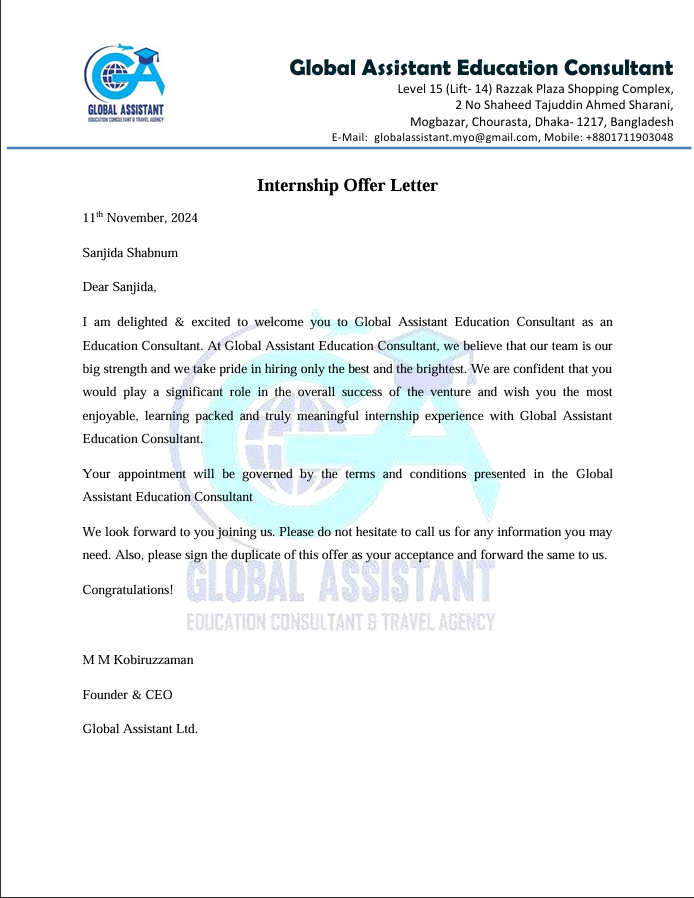 GA
GLOBAL ASSISTANT
EDUCATION CONSULTANT & TRAVEL AGENCY
Global Assistant Education Consultant
Level 15 (Lift- 14) Razzak Plaza Shopping Complex,
2 No Shaheed Tajuddin Ahmed Sharani,
Mogbazar, Chourasta, Dhaka- 1217, Bangladesh
E-Mail: globalassistant.myo@gmail.com, Mobile: +8801711903048
Internship Offer Letter
11th November, 2024
Sanjida Shabnum
Dear Sanjida,
I am delighted & excited to welcome you to Global Assistant Education Consultant as an
Education Consultant. At Global Assistant Education Consultant, we believe that our team is our
big strength and we take pride in hiring only the best and the brightest. We are confident that you
would play a significant role in the overall success of the venture and wish you the most
enjoyable, learning packed and truly meaningful internship experience with Global Assistant
Education Consultant.
Your appointment will be governed by the terms and conditions presented in the Global
Assistant Education Consultant
We look forward to you joining us. Please do not hesitate to call us for any information you may
need. Also, please sign the duplicate of this offer as your acceptance and forward the same to us.
GLOBAL ASSISTANT
Congratulations!
EDUCATION CONSULTANT & TRAVEL AGENCY
M M Kobiruzzaman
Founder & CEO
Global Assistant Ltd.